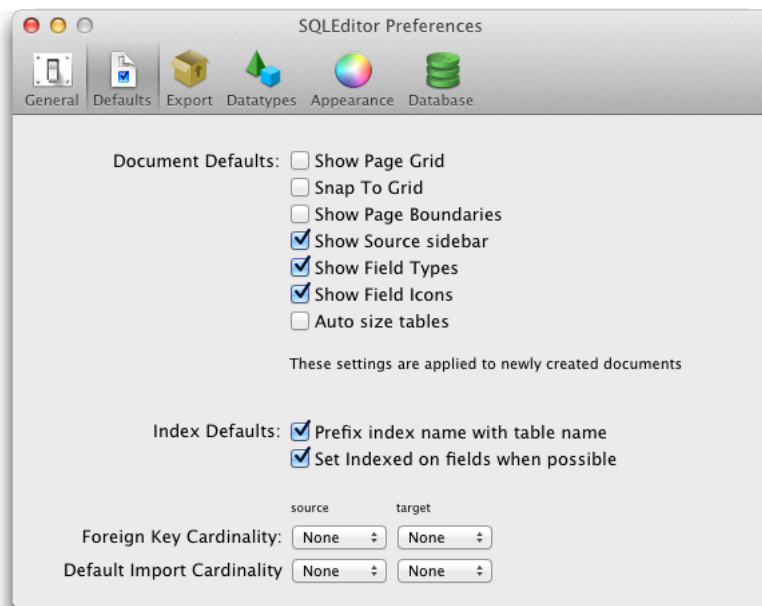 SQLEditor Preferences
General Defaults Export Datatypes Appearance Database
Document Defaults: Show Page Grid
Snap To Grid
Show Page Boundaries
Show Source sidebar
Show Field Types
Show Field Icons
Auto size tables
These settings are applied to newly created documents
Index Defaults: Prefix index name with table name
Set Indexed on fields when possible
source target
Foreign Key Cardinality: None None
Default Import Cardinality None None